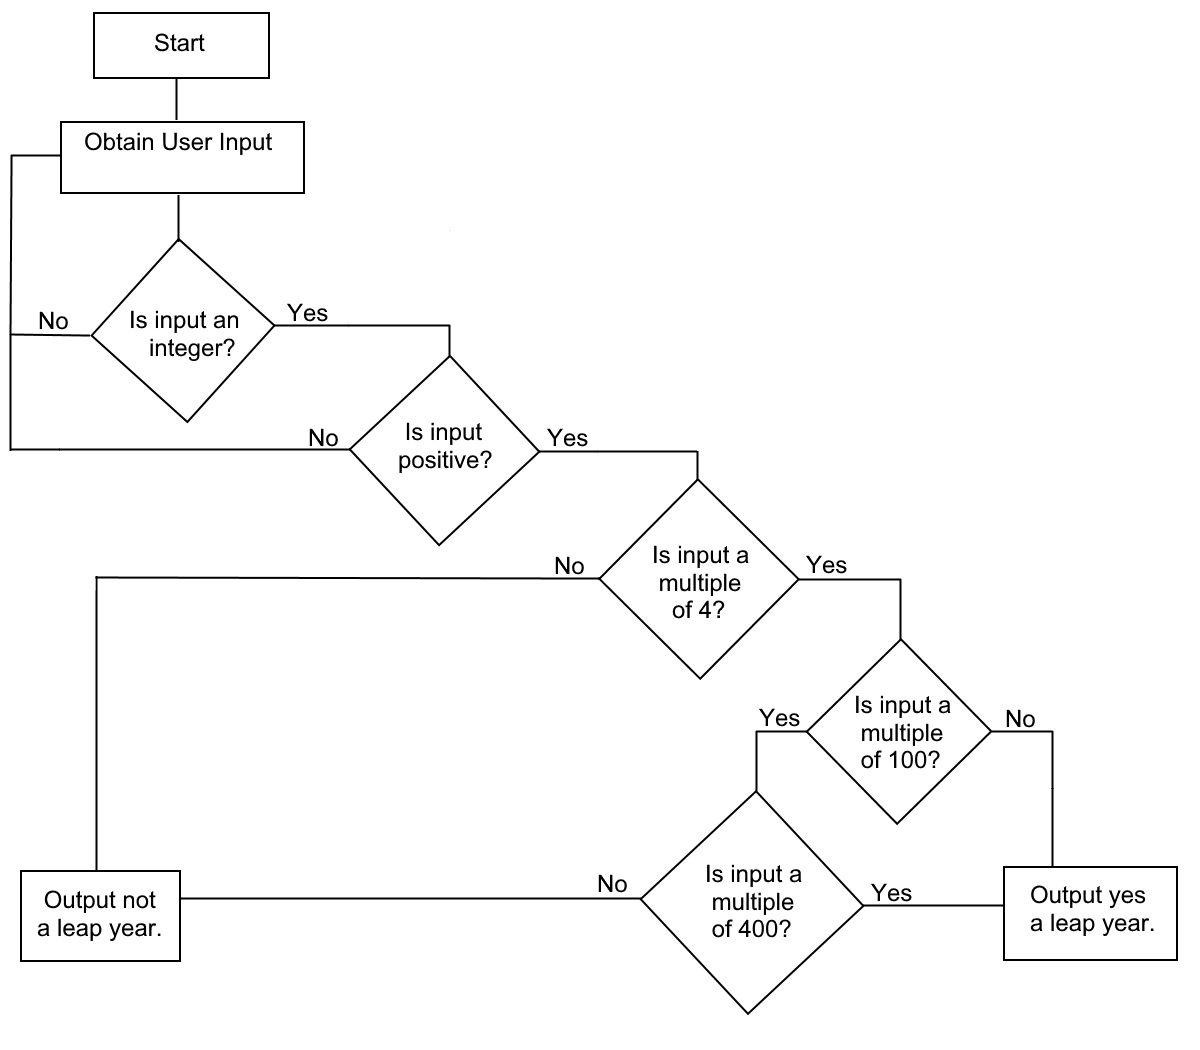 Start
Obtain User Input
No
Is input an
integer?
Yes
No
Is input
positive?
Yes
No
Is input a
multiple
of 4?
Yes
Yes
Is input a
multiple
of 100?
No
No
Is input a
multiple
of 400?
Yes
Output not
a leap year.
Output yes
a leap year.